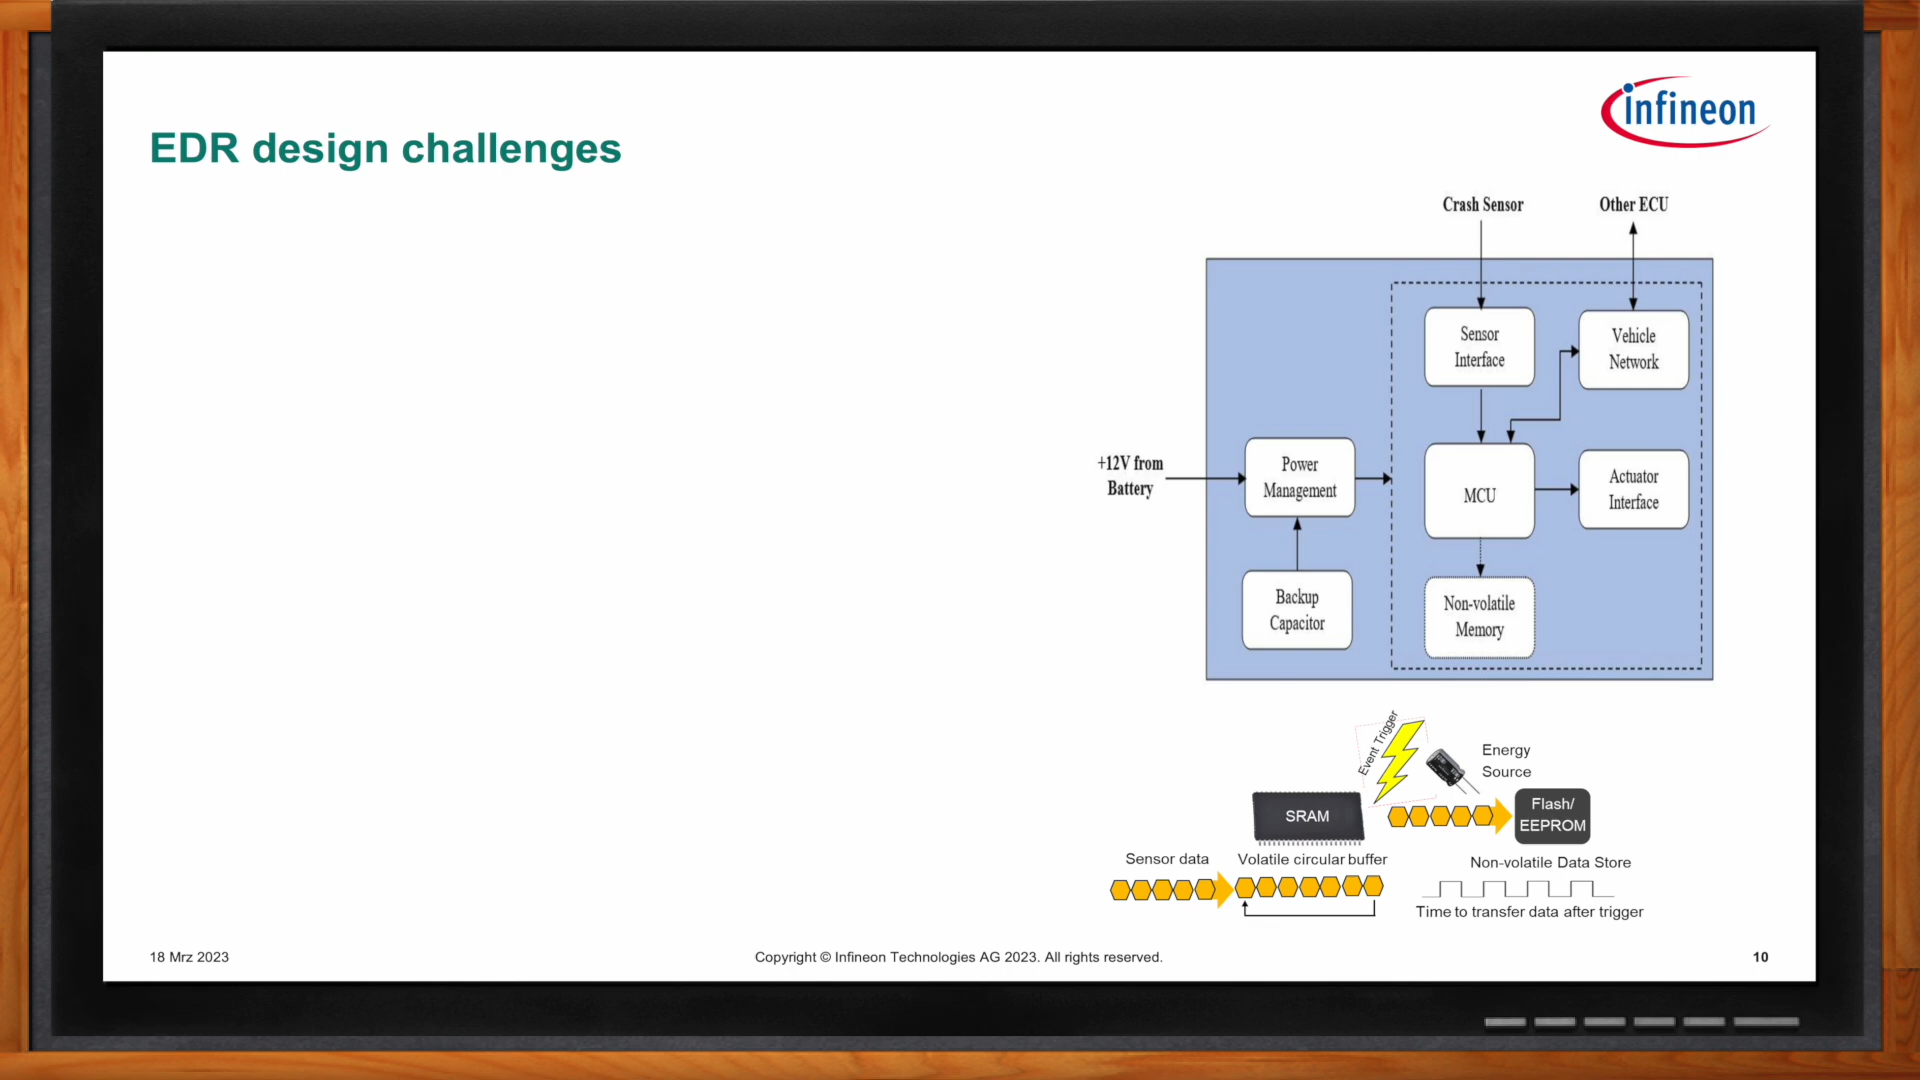 infineon
EDR design challenges
Crash Sensor
Other ECU
Sensor
Interface
Vehicle
Network
+12V from
Battery
Power
Management
MCU
Actuator
Interface
Backup
Capacitor
Non-volatile
Memory
Event Trigger
Energy
Source
SRAM
Flash/
EEPROM
Sensor data
Volatile circular buffer
Non-volatile Data Store
Time to transfer data after trigger
18 Mrz 2023
Copyright © Infineon Technologies AG 2023. All rights reserved.
10